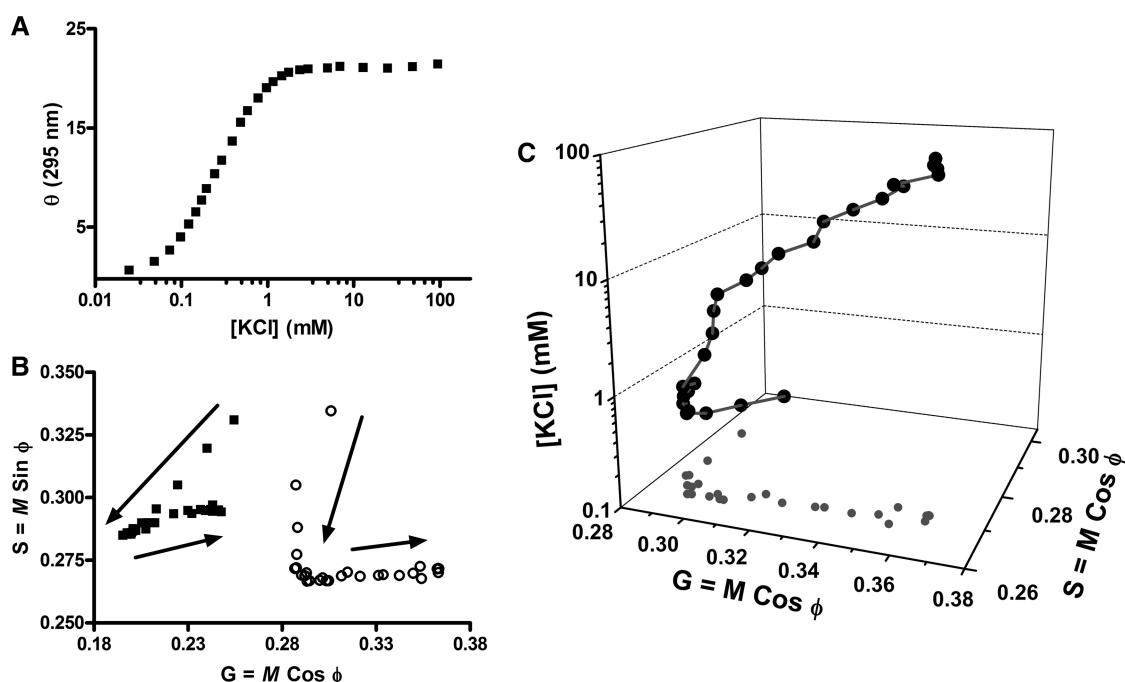 A
25
15
5
θ (295 nm)
0.01 0.1 1 10 100
[KCl] (mM)
B
0.350
0.325
0.300
0.275
0.250
S = M Sin ϕ
0.18 0.23 0.28 0.33 0.38
G = M Cos ϕ
C
100
10
1
0.1
[KCl] (mM)
0.28 0.30 0.32 0.34 0.36 0.38
G = M Cos ϕ
0.26 0.28 0.30
S = M Cos ϕ